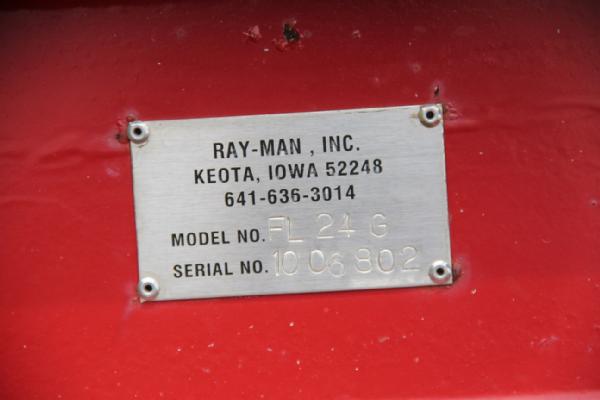 RAY-MAN , INC.
KEOTA, IOWA 52248
641-636-3014
MODEL NO. FL 24 G
SERIAL NO. 10 06 802